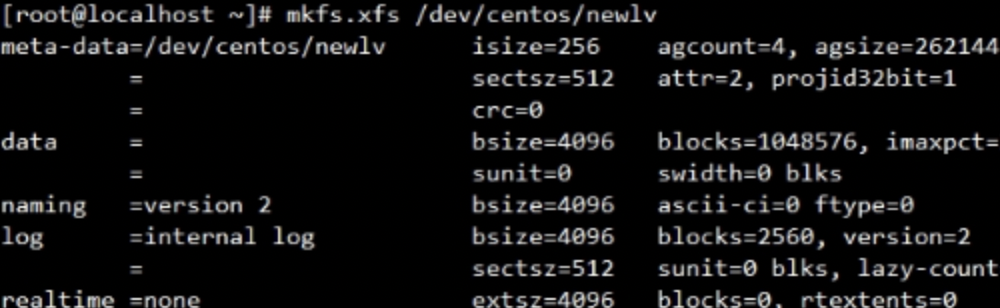 [root@localhost ~]# mkfs.xfs /dev/centos/newlv
meta-data=/dev/centos/newlv isize=256 agcount=4, agsize=262144
= sectsz=512 attr=2, projid32bit=1
= crc=0
data = bsize=4096 blocks=1048576, imaxpct=
= sunit=0 swidth=0 blks
naming =version 2 bsize=4096 ascii-ci=0 ftype=0
log =internal log bsize=4096 blocks=2560, version=2
= sectsz=512 sunit=0 blks, lazy-count
realtime =none extsz=4096 blocks=0, rtextents=0